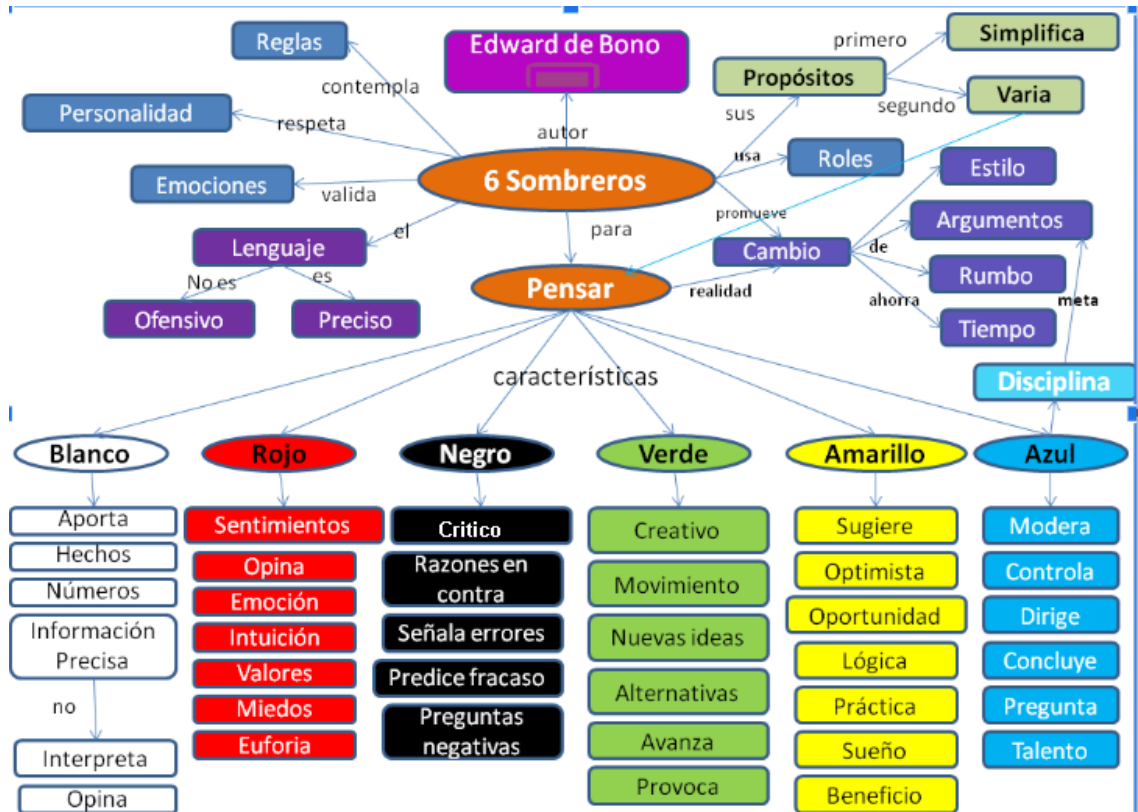 Reglas
Edward de Bono
primero
Simplifica
contempla
Propósitos
segundo
Varia
Personalidad
respeta
autor
sus
usa
Roles
Estilo
6 Sombreros
Emociones
valida
promueve
Argumentos
el
para
Cambio
de
Lenguaje
No es
es
Pensar
realidad
Rumbo
ahorra
meta
Ofensivo
Preciso
Tiempo
características
Disciplina
Blanco
Aporta
Hechos
Números
Información
Precisa
no
Interpreta
Opina
Rojo
Sentimientos
Opina
Emoción
Intuición
Valores
Miedos
Euforia
Negro
Critico
Razones en
contra
Señala errores
Predice fracaso
Preguntas
negativas
Verde
Creativo
Movimiento
Nuevas ideas
Alternativas
Avanza
Provoca
Amarillo
Sugiere
Optimista
Oportunidad
Lógica
Práctica
Sueño
Beneficio
Azul
Modera
Controla
Dirige
Concluye
Pregunta
Talento